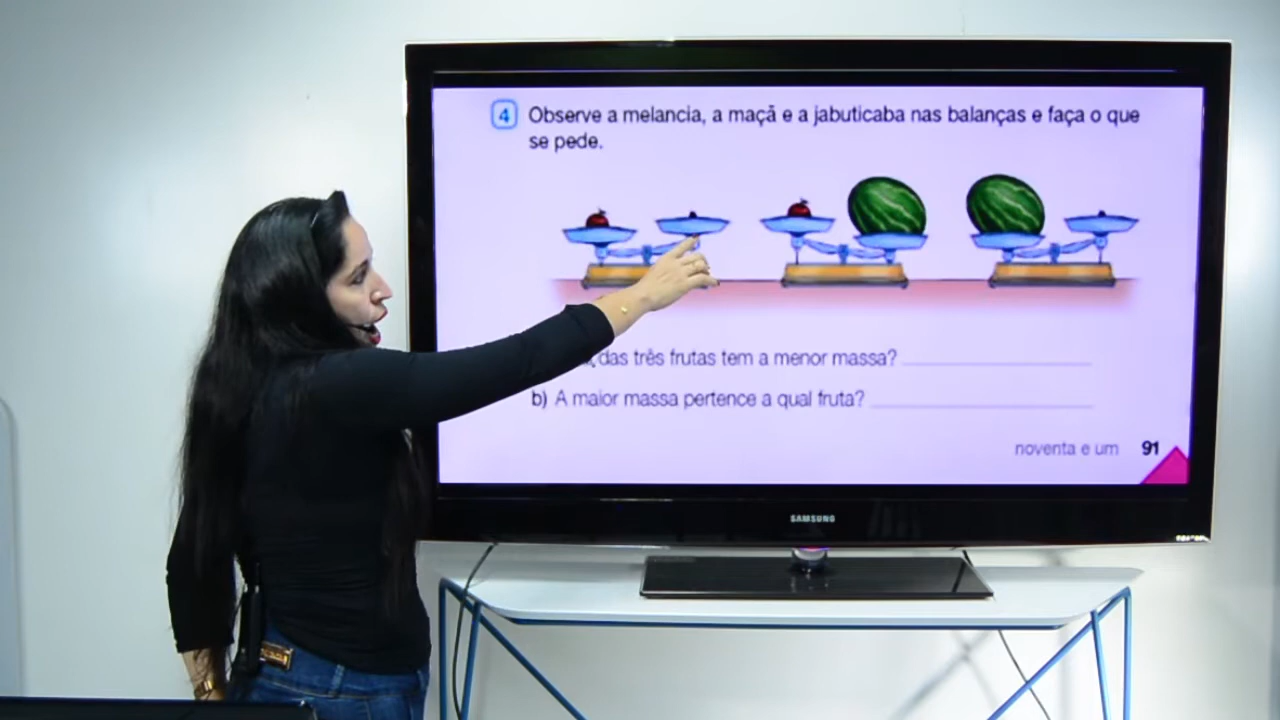 4 Observe a melancia, a maçã e a jabuticaba nas balanças e faça o que
se pede.
das três frutas tem a menor massa?
b) A maior massa pertence a qual fruta?
noventa e um 91
SAMSUNG